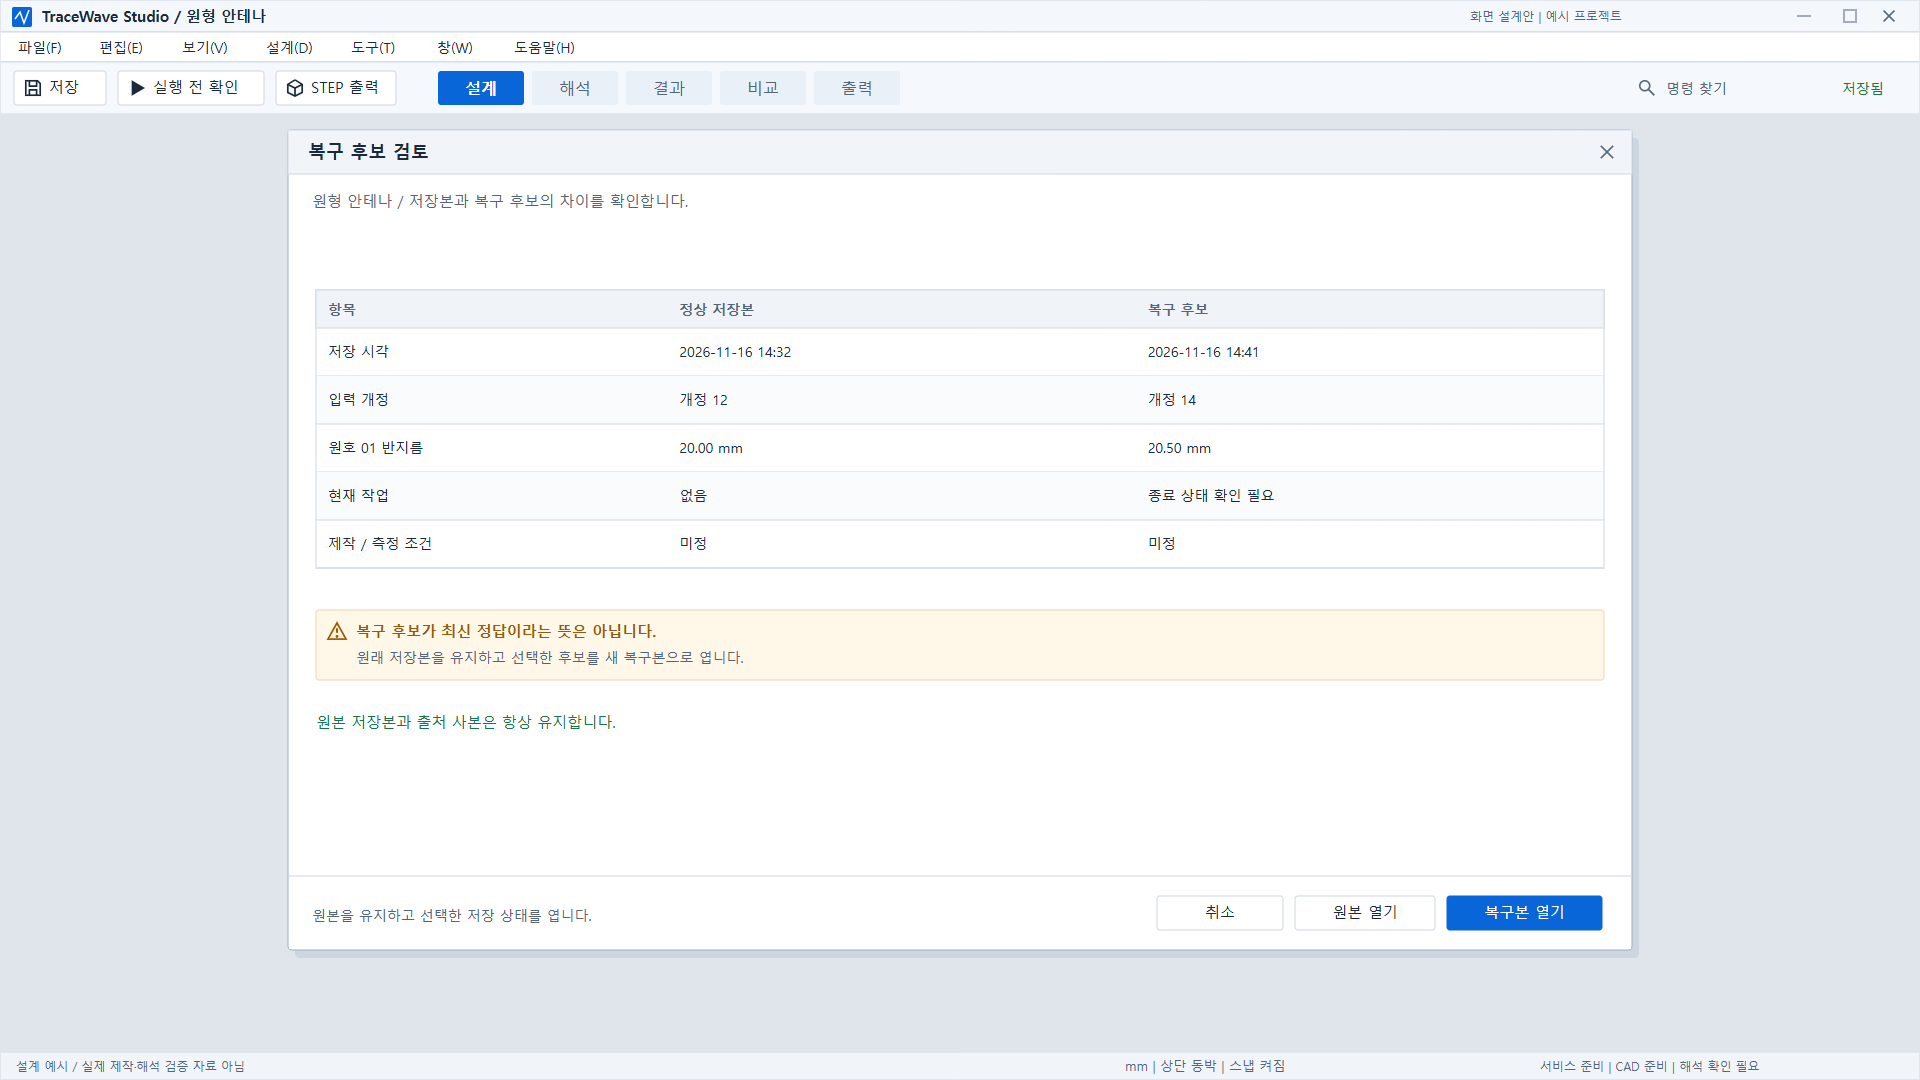 TraceWave Studio / 원형 안테나
화면 설계안 | 예시 프로젝트
파일(F) 편집(E) 보기(V) 설계(D) 도구(T) 창(W) 도움말(H)
저장 실행 전 확인 STEP 출력 설계 해석 결과 비교 출력 명령 찾기 저장됨
복구 후보 검토
원형 안테나 / 저장본과 복구 후보의 차이를 확인합니다.
항목 정상 저장본 복구 후보
저장 시각 2026-11-16 14:32 2026-11-16 14:41
입력 개정 개정 12 개정 14
원호 01 반지름 20.00 mm 20.50 mm
현재 작업 없음 종료 상태 확인 필요
제작 / 측정 조건 미정 미정
복구 후보가 최신 정답이라는 뜻은 아닙니다.
원래 저장본을 유지하고 선택한 후보를 새 복구본으로 엽니다.
원본 저장본과 출처 사본은 항상 유지합니다.
원본을 유지하고 선택한 저장 상태를 엽니다.
취소 원본 열기 복구본 열기
설계 예시 / 실제 제작·해석 검증 자료 아님
mm | 상단 동박 | 스냅 켜짐
서비스 준비 | CAD 준비 | 해석 확인 필요